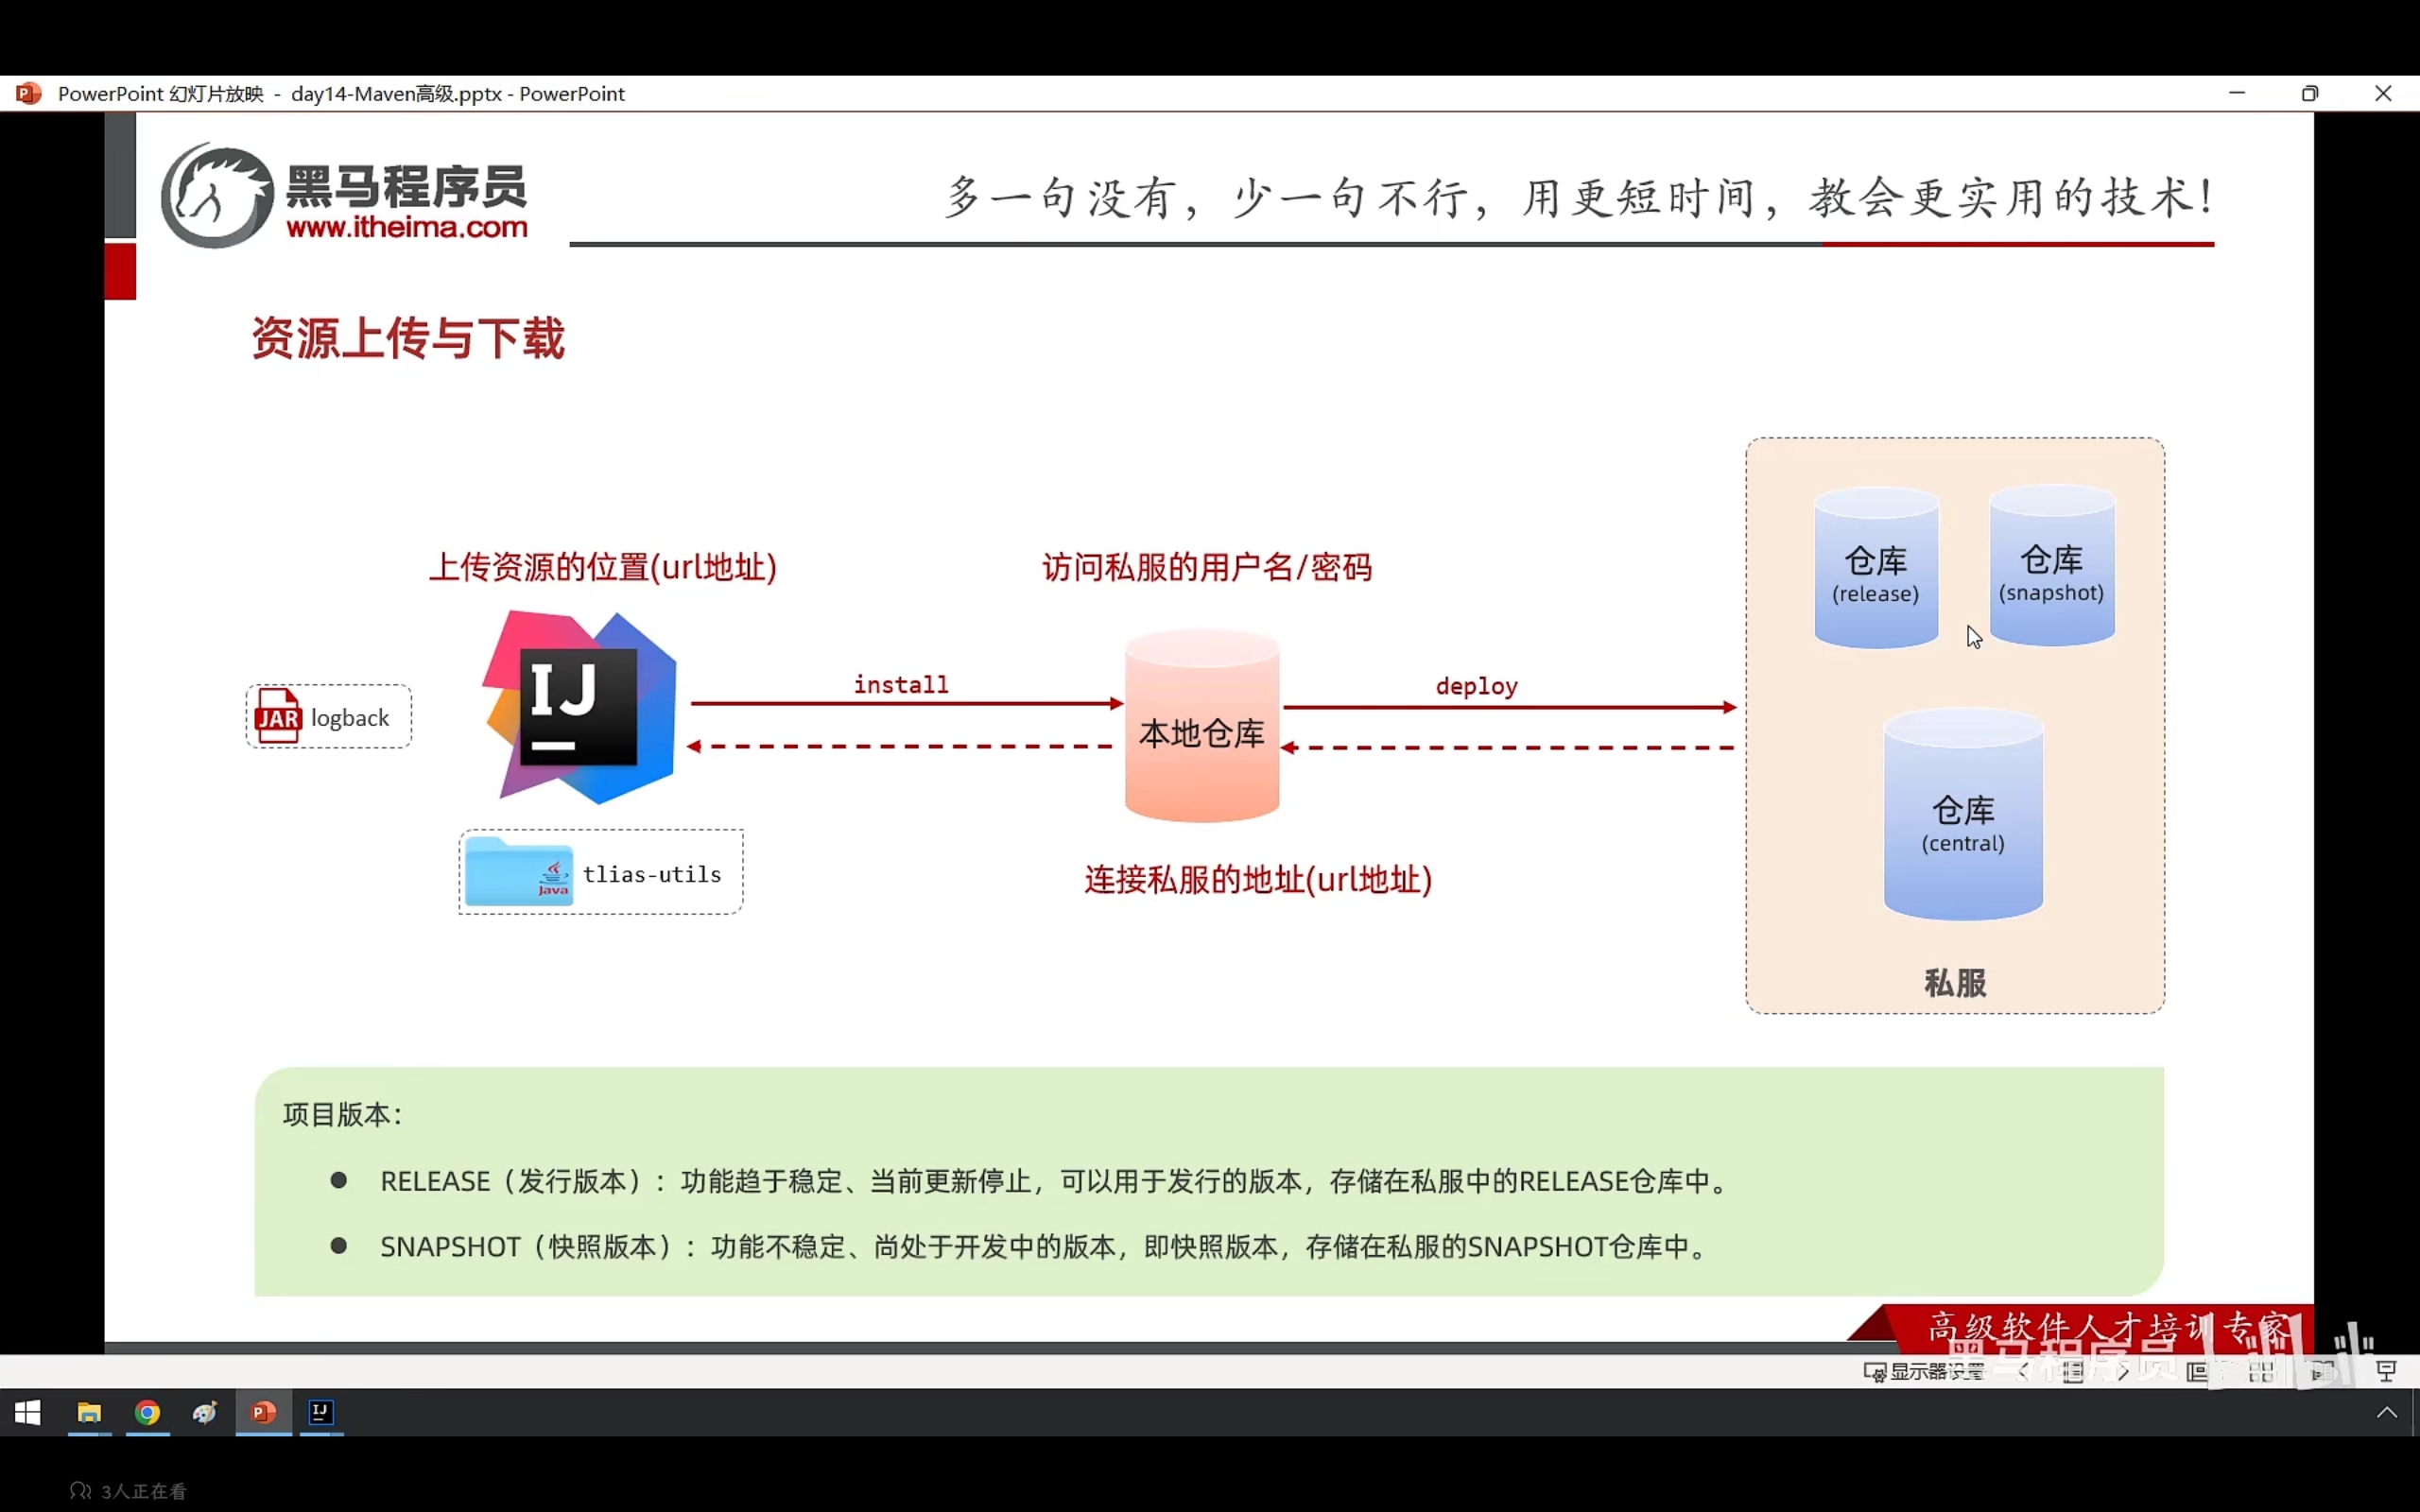 PowerPoint 幻灯片放映 - day14-Maven高级.pptx - PowerPoint
黑马程序员
www.itheima.com
多一句没有，少一句不行，用更短时间，教会更实用的技术！
资源上传与下载
上传资源的位置(url地址)
访问私服的用户名/密码
仓库
(release)
仓库
(snapshot)
JAR logback
IJ
install
本地仓库
deploy
仓库
(central)
Java tlias-utils
连接私服的地址(url地址)
私服
项目版本：
● RELEASE（发行版本）：功能趋于稳定、当前更新停止，可以用于发行的版本，存储在私服中的RELEASE仓库中。
● SNAPSHOT（快照版本）：功能不稳定、尚处于开发中的版本，即快照版本，存储在私服的SNAPSHOT仓库中。
高级软件人才培训专家
黑马程序员
显示器设置
3人正在看